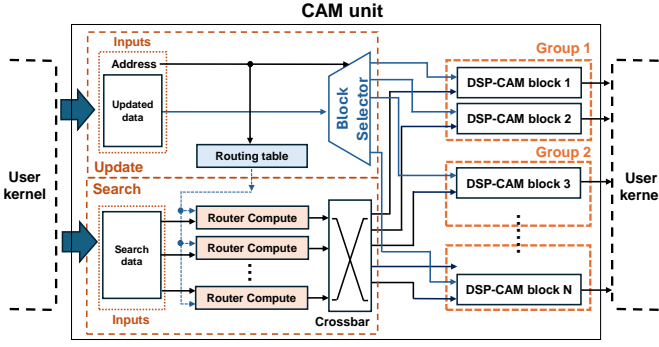 CAM unit
Inputs
Address
Updated
data
Block
Selector
Routing table
Update
Search
Search
data
Inputs
Router Compute
Router Compute
Router Compute
Crossbar
Group 1
DSP-CAM block 1
DSP-CAM block 2
Group 2
DSP-CAM block 3
DSP-CAM block N
User
kernel
User
kerne